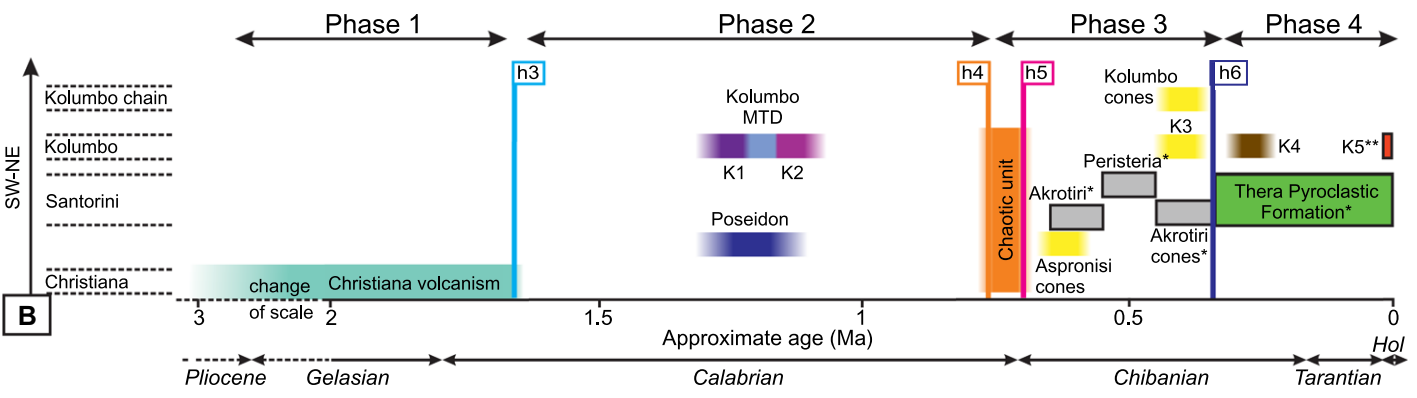 Phase 1
Phase 2
Phase 3
Phase 4
SW-NE
Kolumbo chain
Kolumbo
Santorini
Christiana
h3
h4
h5
h6
Kolumbo
MTD
K1
K2
Poseidon
Chaotic unit
Kolumbo
cones
K3
K4
K5**
Peristeria*
Akrotiri*
Akrotiri
cones*
Aspronisi
cones
Thera Pyroclastic
Formation*
change
of scale
Christiana volcanism
B
3
2
1.5
1
0.5
0
Approximate age (Ma)
Hol
Pliocene
Gelasian
Calabrian
Chibanian
Tarantian